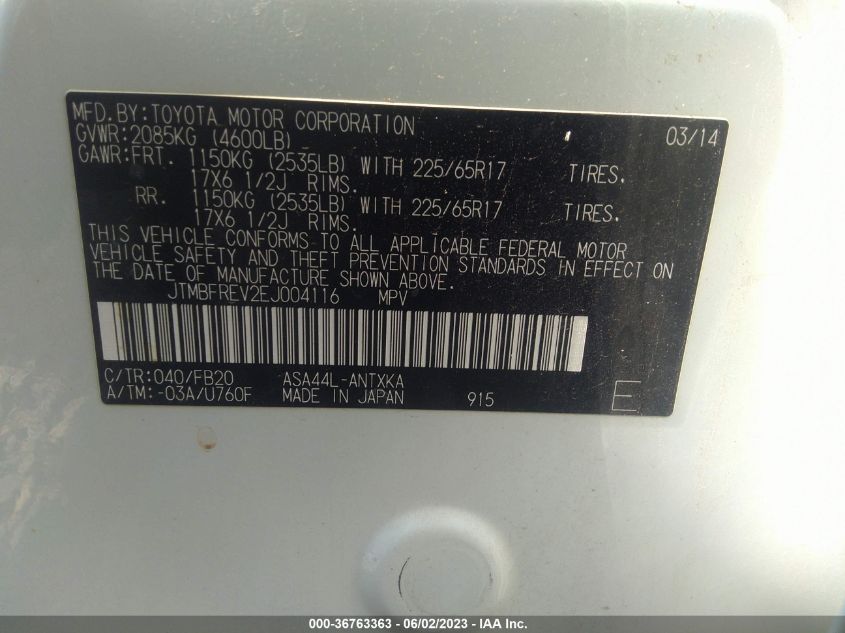 MFD.BY:TOYOTA MOTOR CORPORATION 03/14
GVWR:2085KG (4600LB)
GAWR:FRT. 1150KG (2535LB) WITH 225/65R17 TIRES,
17X6 1/2J RIMS.
RR. 1150KG (2535LB) WITH 225/65R17 TIRES,
17X6 1/2J RIMS.
THIS VEHICLE CONFORMS TO ALL APPLICABLE FEDERAL MOTOR
VEHICLE SAFETY AND THEFT PREVENTION STANDARDS IN EFFECT ON
THE DATE OF MANUFACTURE SHOWN ABOVE.
JTMBFREV2EJ004116 MPV
C/TR:040/FB20 ASA44L-ANTXKA
A/TM:-03A/U760F MADE IN JAPAN 915 E
000-36763363 - 06/02/2023 - IAA Inc.